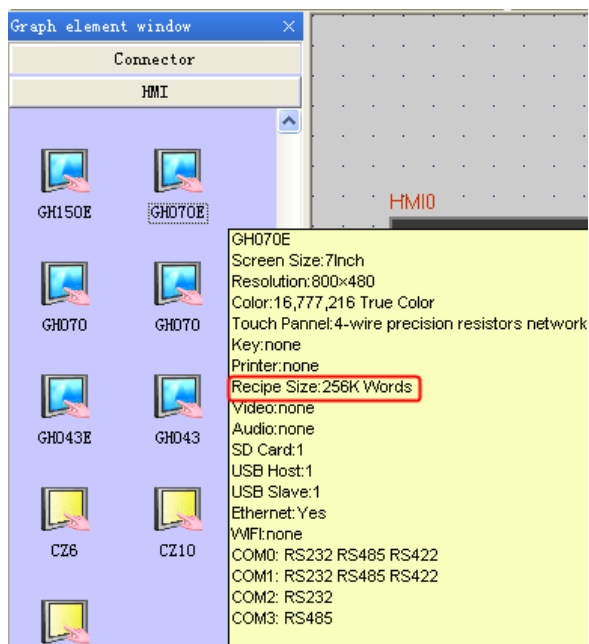 Graph element window
Connector
HMI
GH150E
GH070E
HMI0
GH070E
Screen Size:7Inch
Resolution:800×480
Color:16,777,216 True Color
Touch Pannel:4-wire precision resistors network
Key:none
Printer:none
Recipe Size:256K Words
Video:none
Audio:none
SD Card:1
USB Host:1
USB Slave:1
Ethernet:Yes
WIFI:none
COM0: RS232 RS485 RS422
COM1: RS232 RS485 RS422
COM2: RS232
COM3: RS485
GH070
GH070
GH043E
GH043
CZ6
CZ10